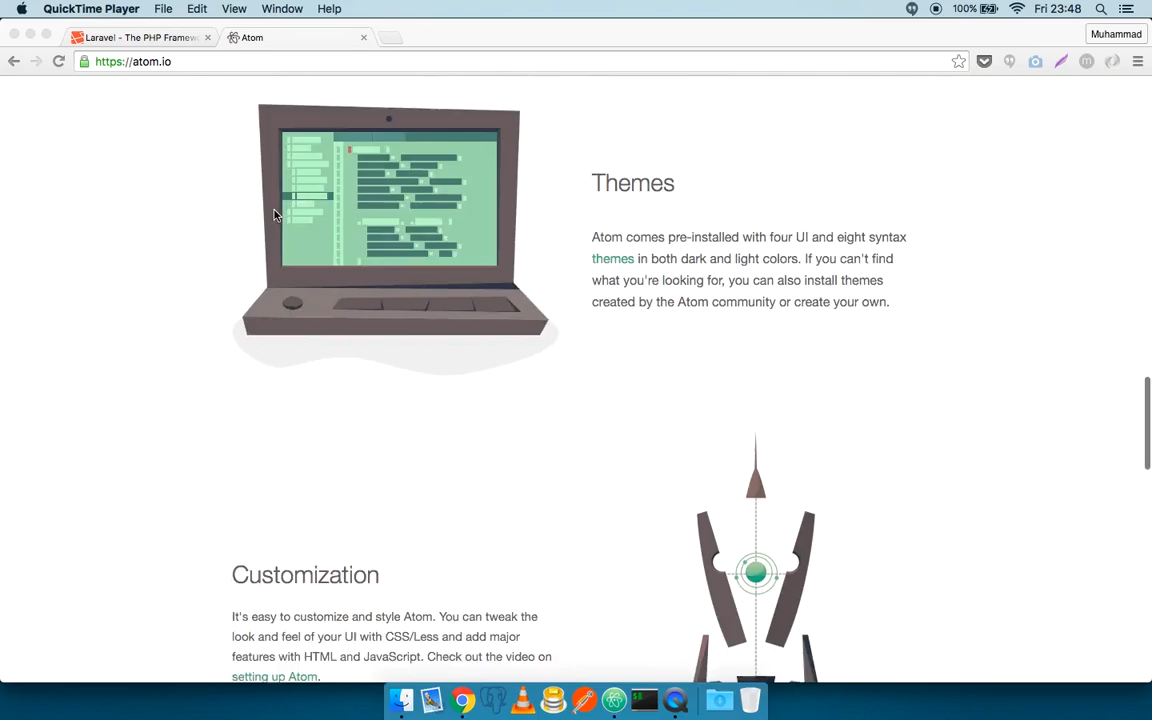 QuickTime Player File Edit View Window Help 100% Fri 23:48
Laravel - The PHP Framew Atom Muhammad
https://atom.io
Themes
Atom comes pre-installed with four UI and eight syntax
themes in both dark and light colors. If you can't find
what you're looking for, you can also install themes
created by the Atom community or create your own.
Customization
It's easy to customize and style Atom. You can tweak the
look and feel of your UI with CSS/Less and add major
features with HTML and JavaScript. Check out the video on
setting up Atom.